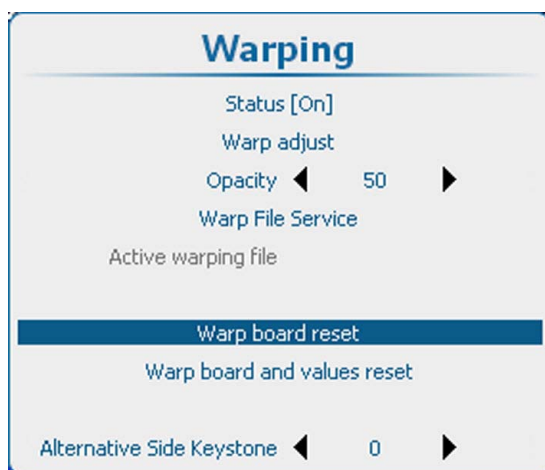 Warping
Status [On]
Warp adjust
Opacity 50
Warp File Service
Active warping file
Warp board reset
Warp board and values reset
Alternative Side Keystone 0